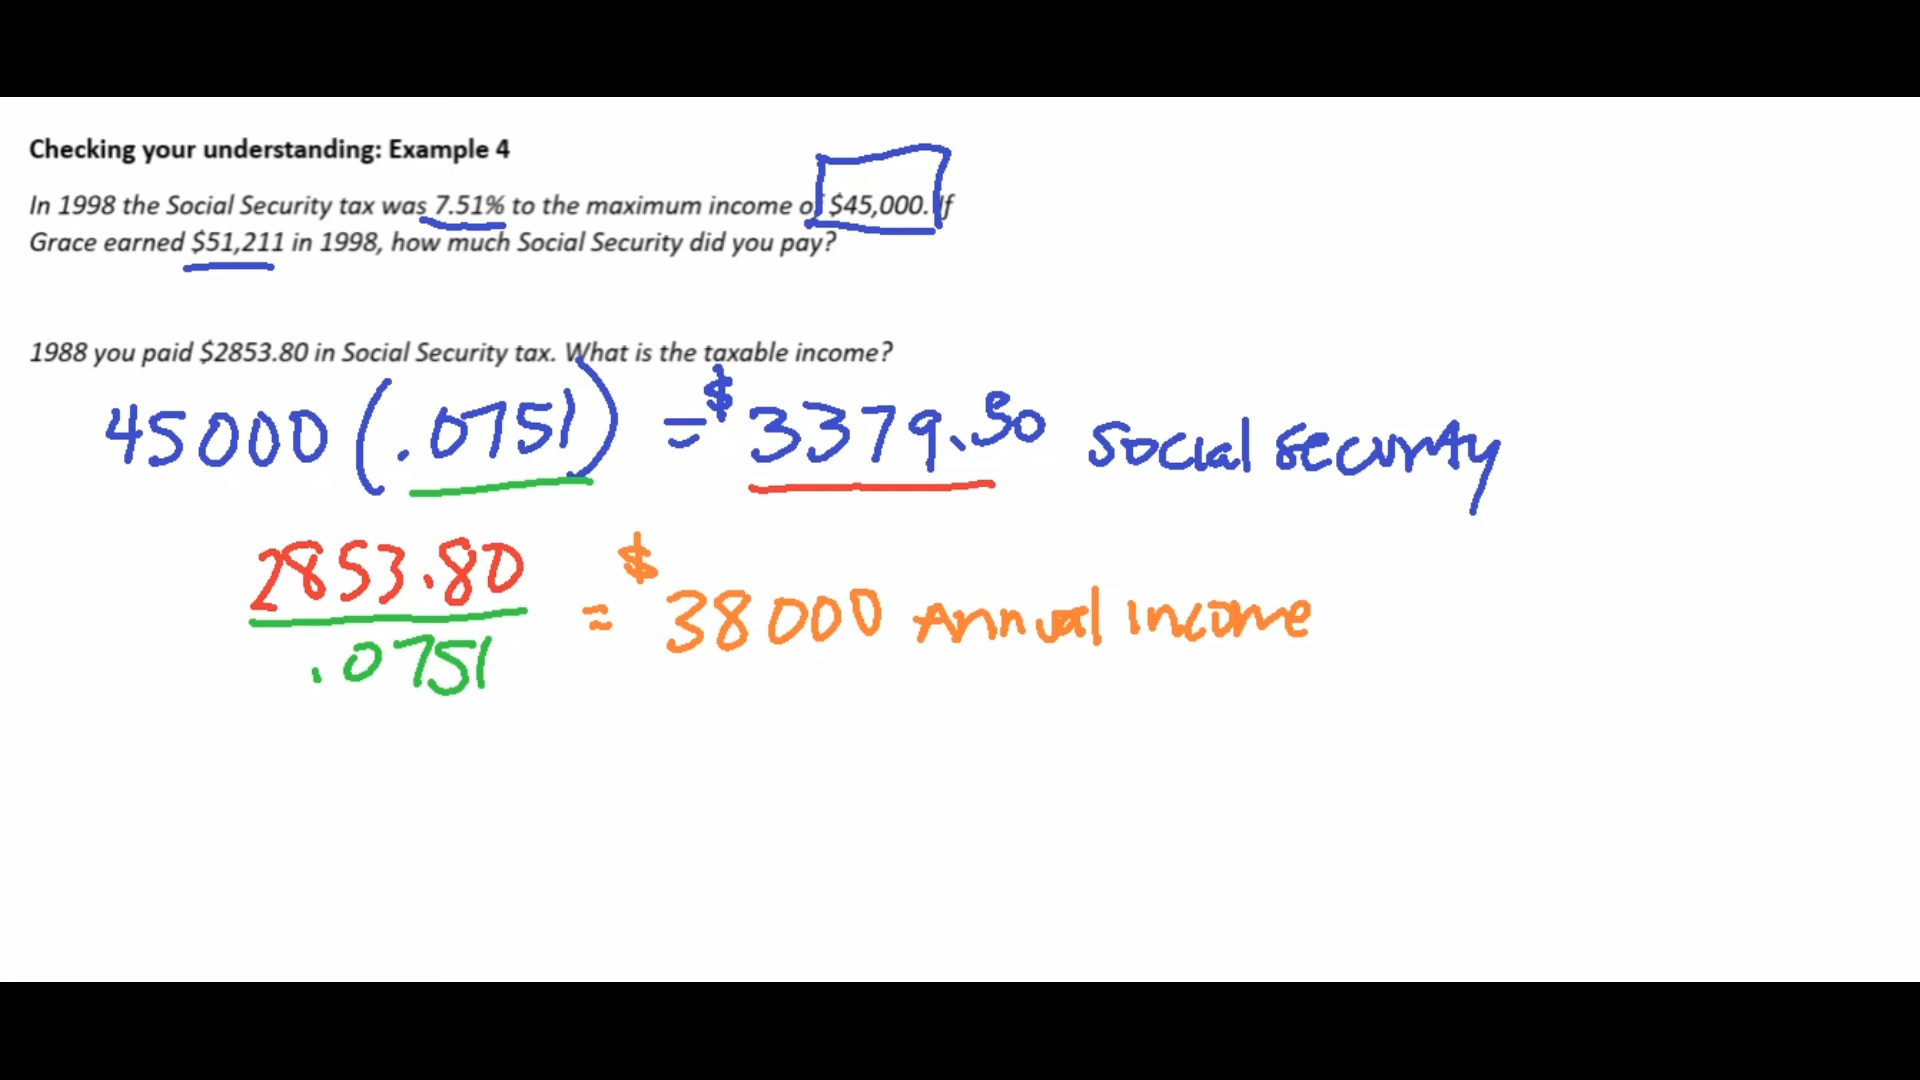 Checking your understanding: Example 4
In 1998 the Social Security tax was 7.51% to the maximum income of $45,000. If
Grace earned $51,211 in 1998, how much Social Security did you pay?
1988 you paid $2853.80 in Social Security tax. What is the taxable income?
45000 (.0751) = $3379.50 Social Security
2853.80
.0751
= $38000 Annual Income